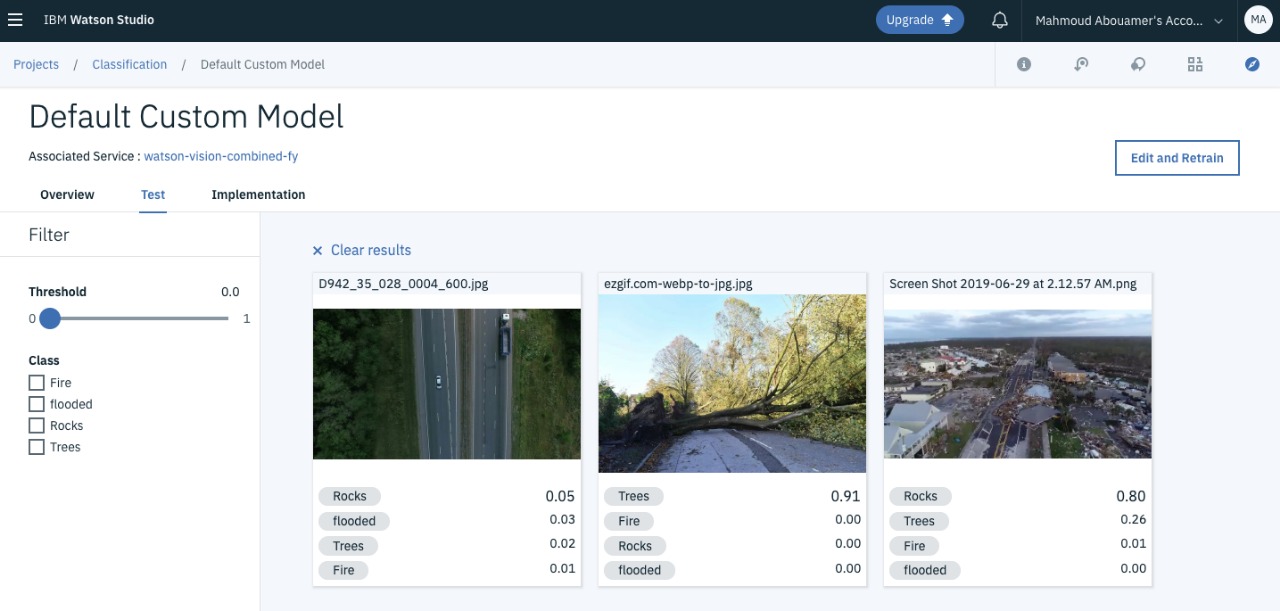 IBM Watson Studio
Upgrade
Mahmoud Abouamer's Acco...
MA
Projects / Classification / Default Custom Model
Default Custom Model
Associated Service : watson-vision-combined-fy
Edit and Retrain
Overview
Test
Implementation
Filter
Threshold 0.0
0 1
Class
Fire
flooded
Rocks
Trees
× Clear results
D942_35_028_0004_600.jpg
Rocks 0.05
flooded 0.03
Trees 0.02
Fire 0.01
ezgif.com-webp-to-jpg.jpg
Trees 0.91
Fire 0.00
Rocks 0.00
flooded 0.00
Screen Shot 2019-06-29 at 2.12.57 AM.png
Rocks 0.80
Trees 0.26
Fire 0.01
flooded 0.00